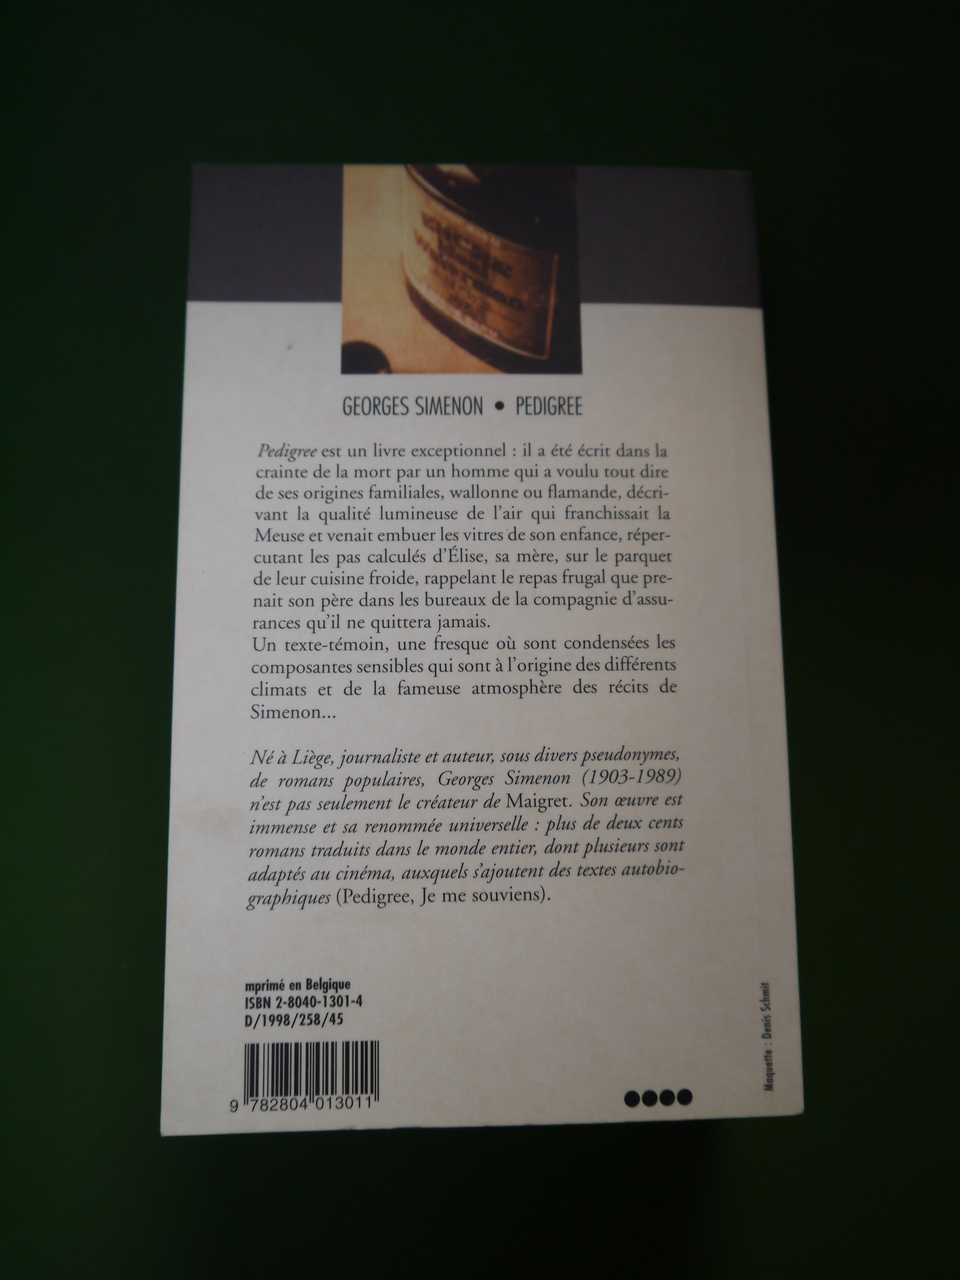 ENCRE
GEORGES SIMENON • PEDIGREE
Pedigree est un livre exceptionnel : il a été écrit dans la
crainte de la mort par un homme qui a voulu tout dire
de ses origines familiales, wallonne ou flamande, décri-
vant la qualité lumineuse de l'air qui franchissait la
Meuse et venait embuer les vitres de son enfance, réper-
cutant les pas calculés d'Élise, sa mère, sur le parquet
de leur cuisine froide, rappelant le repas frugal que pre-
nait son père dans les bureaux de la compagnie d'assu-
rances qu'il ne quittera jamais.
Un texte-témoin, une fresque où sont condensées les
composantes sensibles qui sont à l'origine des différents
climats et de la fameuse atmosphère des récits de
Simenon...
Né à Liège, journaliste et auteur, sous divers pseudonymes,
de romans populaires, Georges Simenon (1903-1989)
n'est pas seulement le créateur de Maigret. Son œuvre est
immense et sa renommée universelle : plus de deux cents
romans traduits dans le monde entier, dont plusieurs sont
adaptés au cinéma, auxquels s'ajoutent des textes autobio-
graphiques (Pedigree, Je me souviens).
mprimé en Belgique
ISBN 2-8040-1301-4
D/1998/258/45
9 782804 013011
Maquette : Denis Schmit